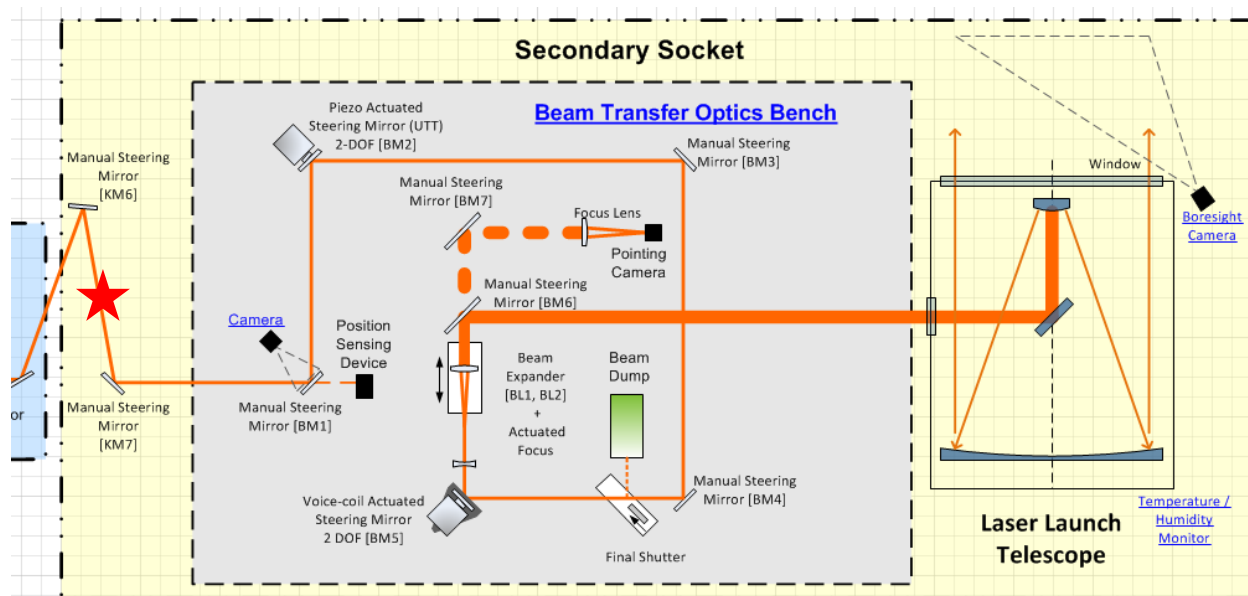 Secondary Socket
Beam Transfer Optics Bench
Piezo Actuated
Steering Mirror (UTT)
2-DOF [BM2]
Manual Steering
Mirror [BM3]
Manual Steering
Mirror
[KM6]
Manual Steering
Mirror [BM7]
Focus Lens
Pointing
Camera
Window
Boresight
Camera
Manual Steering
Mirror [BM6]
Camera
Position
Sensing
Device
Beam
Expander
[BL1, BL2]
+
Actuated
Focus
Beam
Dump
or
Manual Steering
Mirror
[KM7]
Manual Steering
Mirror [BM1]
Voice-coil Actuated
Steering Mirror
2 DOF [BM5]
Manual Steering
Mirror [BM4]
Final Shutter
Laser Launch
Telescope
Temperature /
Humidity
Monitor